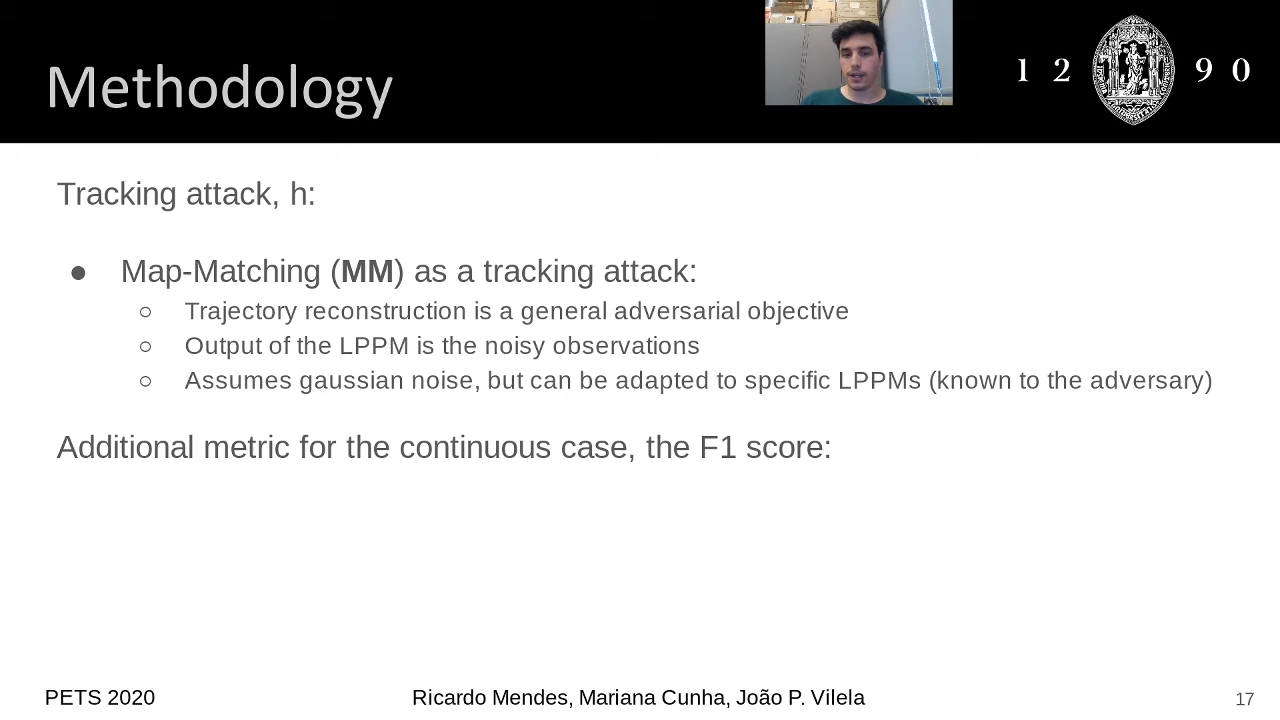 Methodology
1 2 9 0
Tracking attack, h:
● Map-Matching (MM) as a tracking attack:
○ Trajectory reconstruction is a general adversarial objective
○ Output of the LPPM is the noisy observations
○ Assumes gaussian noise, but can be adapted to specific LPPMs (known to the adversary)
Additional metric for the continuous case, the F1 score:
PETS 2020
Ricardo Mendes, Mariana Cunha, João P. Vilela
17